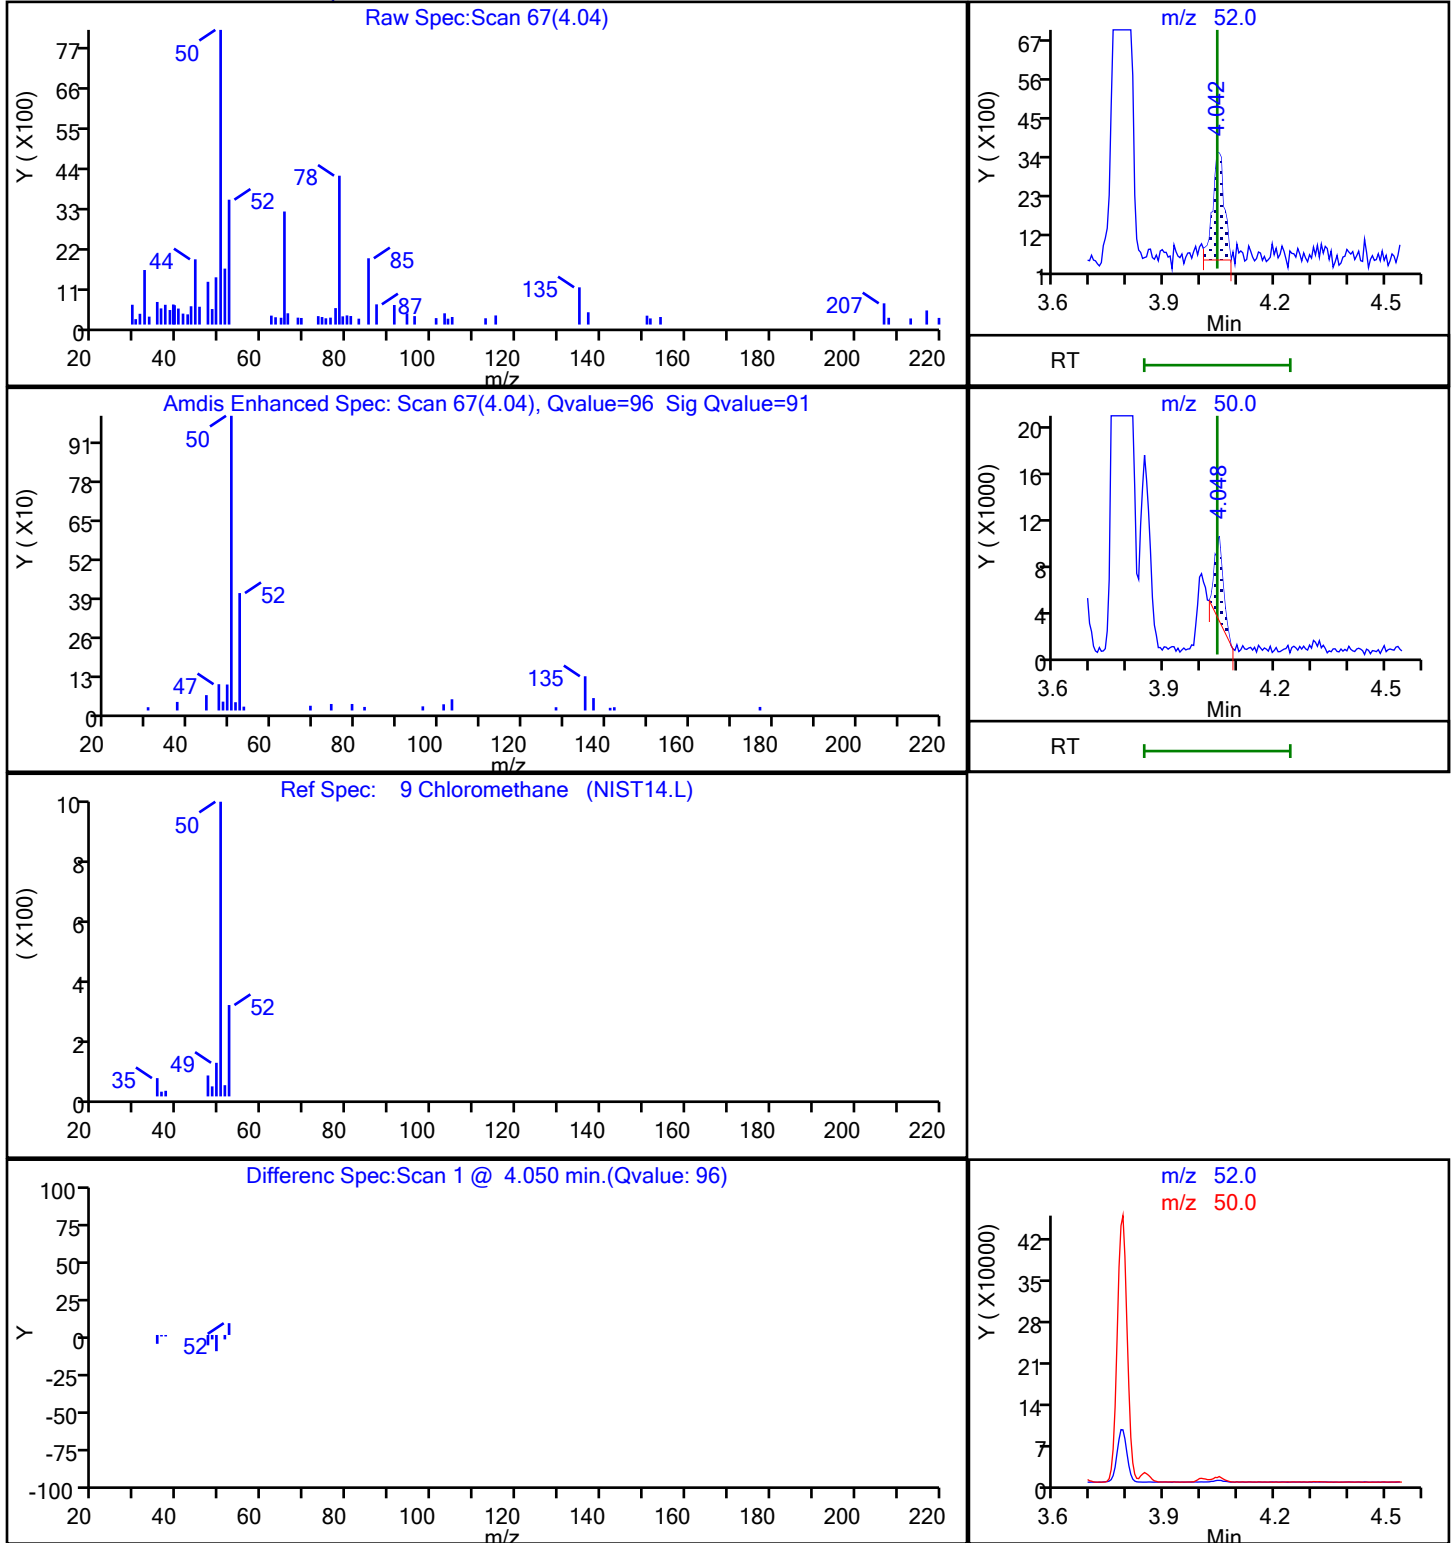 Raw Spec:Scan 67(4.04)
Y ( X100)
77
66
55
44
33
22
11
0
50
52
44
78
85
87
135
207
20 40 60 80 100 120 140 160 180 200 220
m/z
m/z 52.0
Y ( X100)
67
56
45
34
23
12
1
4.042
3.6 3.9 4.2 4.5
Min
RT
Amdis Enhanced Spec: Scan 67(4.04), Qvalue=96 Sig Qvalue=91
Y ( X10)
91
78
65
52
39
26
13
0
50
52
47
135
20 40 60 80 100 120 140 160 180 200 220
m/z
m/z 50.0
Y ( X1000)
20
16
12
8
4
0
4.048
3.6 3.9 4.2 4.5
Min
RT
Ref Spec: 9 Chloromethane (NIST14.L)
( X100)
10
8
6
4
2
0
50
52
49
35
20 40 60 80 100 120 140 160 180 200 220
Differenc Spec:Scan 1 @ 4.050 min.(Qvalue: 96)
Y
100
75
50
25
0
-25
-50
-75
-100
52
20 40 60 80 100 120 140 160 180 200 220
m/z
m/z 52.0
m/z 50.0
Y ( X10000)
42
35
28
21
14
7
0
3.6 3.9 4.2 4.5
Min